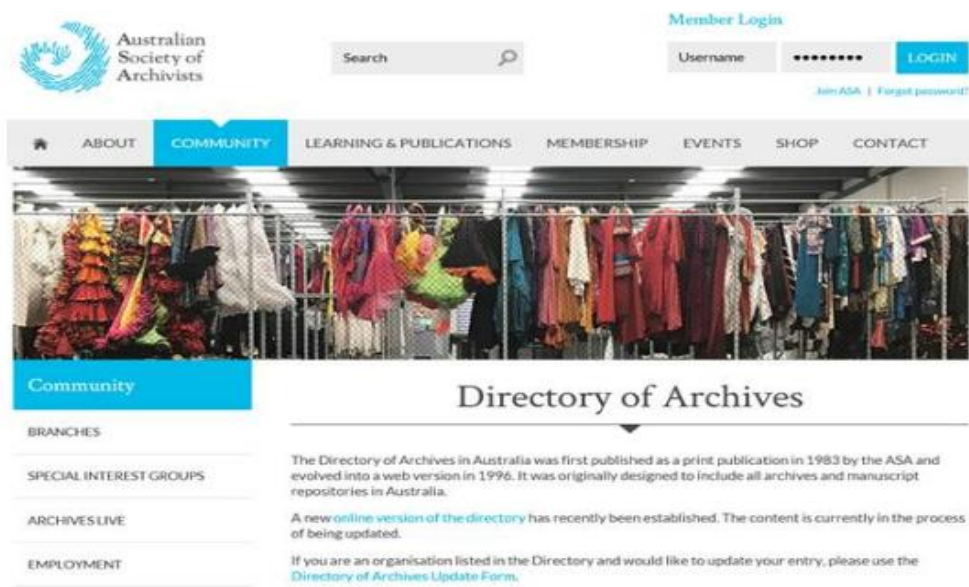 Australian
Society of
Archivists
Search
Member Login
Username
LOGIN
Join ASA | Forgot password?
ABOUT
COMMUNITY
LEARNING & PUBLICATIONS
MEMBERSHIP
EVENTS
SHOP
CONTACT
Community
BRANCHES
SPECIAL INTEREST GROUPS
ARCHIVES LIVE
EMPLOYMENT
Directory of Archives
The Directory of Archives in Australia was first published as a print publication in 1983 by the ASA and
evolved into a web version in 1996. It was originally designed to include all archives and manuscript
repositories in Australia.
A new online version of the directory has recently been established. The content is currently in the process
of being updated.
If you are an organisation listed in the Directory and would like to update your entry, please use the
Directory of Archives Update Form.